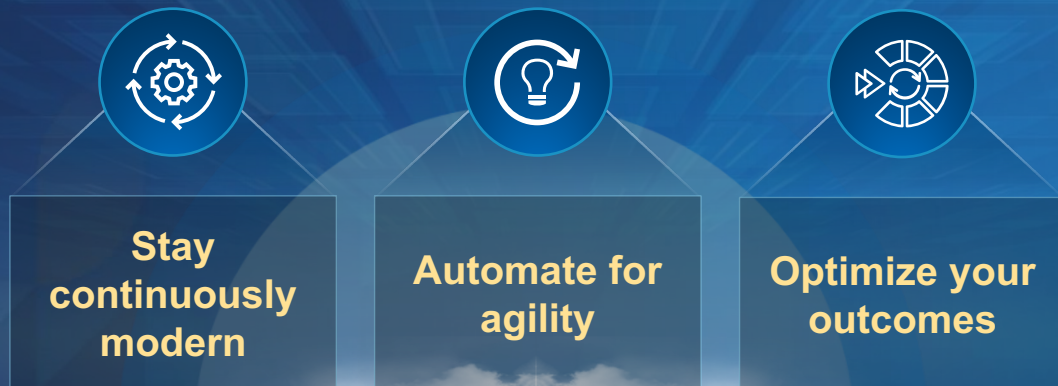 Stay
continuously
modern
Automate for
agility
Optimize your
outcomes